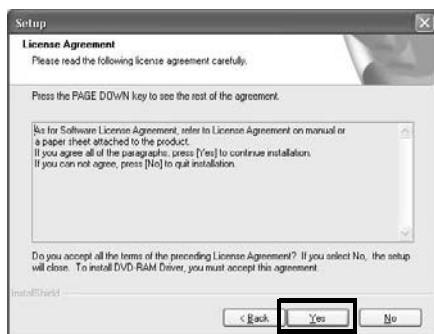 Setup
License Agreement
Please read the following license agreement carefully.
Press the PAGE DOWN key to see the rest of the agreement.
As for Software License Agreement, refer to License Agreement on manual or
a paper sheet attached to the product.
If you agree all of the paragraphs, press [Yes] to continue installation.
If you can not agree, press [No] to quit installation.
Do you accept all the terms of the preceding License Agreement? If you select No, the setup
will close. To install DVD-RAM Driver, you must accept this agreement.
InstallShield
< Back Yes No